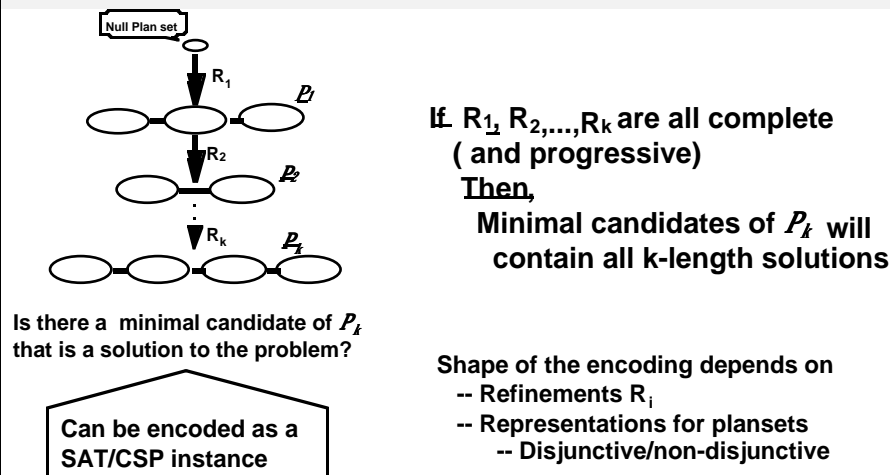 Null Plan set
R1
P1
R2
P2
Rk
Pk
Is there a minimal candidate of Pk
that is a solution to the problem?
Can be encoded as a
SAT/CSP instance
If R1, R2,...,Rk are all complete
( and progressive)
Then,
Minimal candidates of Pk will
contain all k-length solutions
Shape of the encoding depends on
-- Refinements Ri
-- Representations for plansets
-- Disjunctive/non-disjunctive